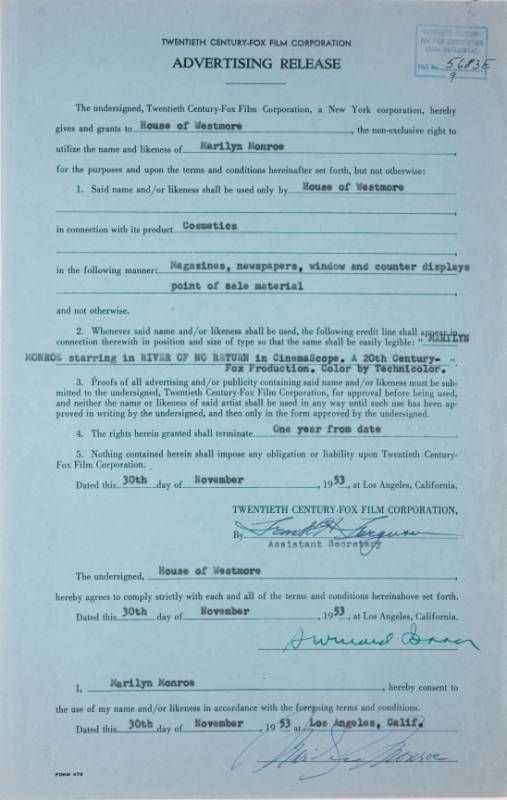 TWENTIETH CENTURY-FOX FILM CORPORATION
ADVERTISING RELEASE
TWENTIETH CENTURY-
FOX FILM CORPORATION
LEGAL DEPARTMENT
FILE No. 5683E
9
The undersigned, Twentieth Century-Fox Film Corporation, a New York corporation, hereby
gives and grants to House of Westmore, the non-exclusive right to
utilize the name and likeness of Marilyn Monroe
for the purposes and upon the terms and conditions hereinafter set forth, but not otherwise:
1. Said name and/or likeness shall be used only by House of Westmore
in connection with its product Cosmetics
in the following manner: Magazines, newspapers, window and counter displays
point of sale material
and not otherwise.
2. Whenever said name and/or likeness shall be used, the following credit line shall appear in
connection therewith in position and size of type so that the same shall be easily legible: "MARILYN
MONROE starring in RIVER OF NO RETURN in CinemaScope. A 20th Century-"
Fox Production. Color by Technicolor.
3. Proofs of all advertising and/or publicity containing said name and/or likeness must be sub-
mitted to the undersigned, Twentieth Century-Fox Film Corporation, for approval before being used,
and neither the name or likeness of said artist shall be used in any way until such use has been ap-
proved in writing by the undersigned, and then only in the form approved by the undersigned.
4. The rights herein granted shall terminate One year from date
5. Nothing contained herein shall impose any obligation or liability upon Twentieth Century-
Fox Film Corporation.
Dated this 30th day of November, 1953, at Los Angeles, California.
TWENTIETH CENTURY-FOX FILM CORPORATION,
By Frank H. Ferguson
Assistant Secretary
The undersigned, House of Westmore
hereby agrees to comply strictly with each and all of the terms and conditions hereinabove set forth.
Dated this 30th day of November, 1953, at Los Angeles, California.
I, Marilyn Monroe, hereby consent to
the use of my name and/or likeness in accordance with the foregoing terms and conditions.
Dated this 30th day of November, 1953 at Los Angeles, Calif.
Marilyn Monroe
FORM 478